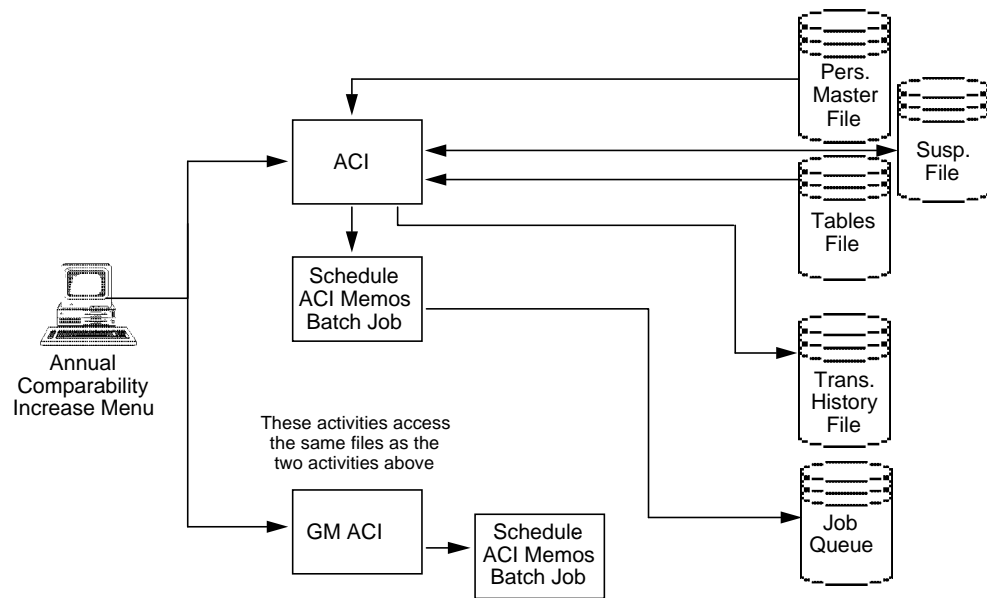 Pers.
Master
File
Susp.
File
ACI
Tables
File
Schedule
ACI Memos
Batch Job
Annual
Comparability
Increase Menu
Trans.
History
File
These activities access
the same files as the
two activities above
GM ACI
Schedule
ACI Memos
Batch Job
Job
Queue